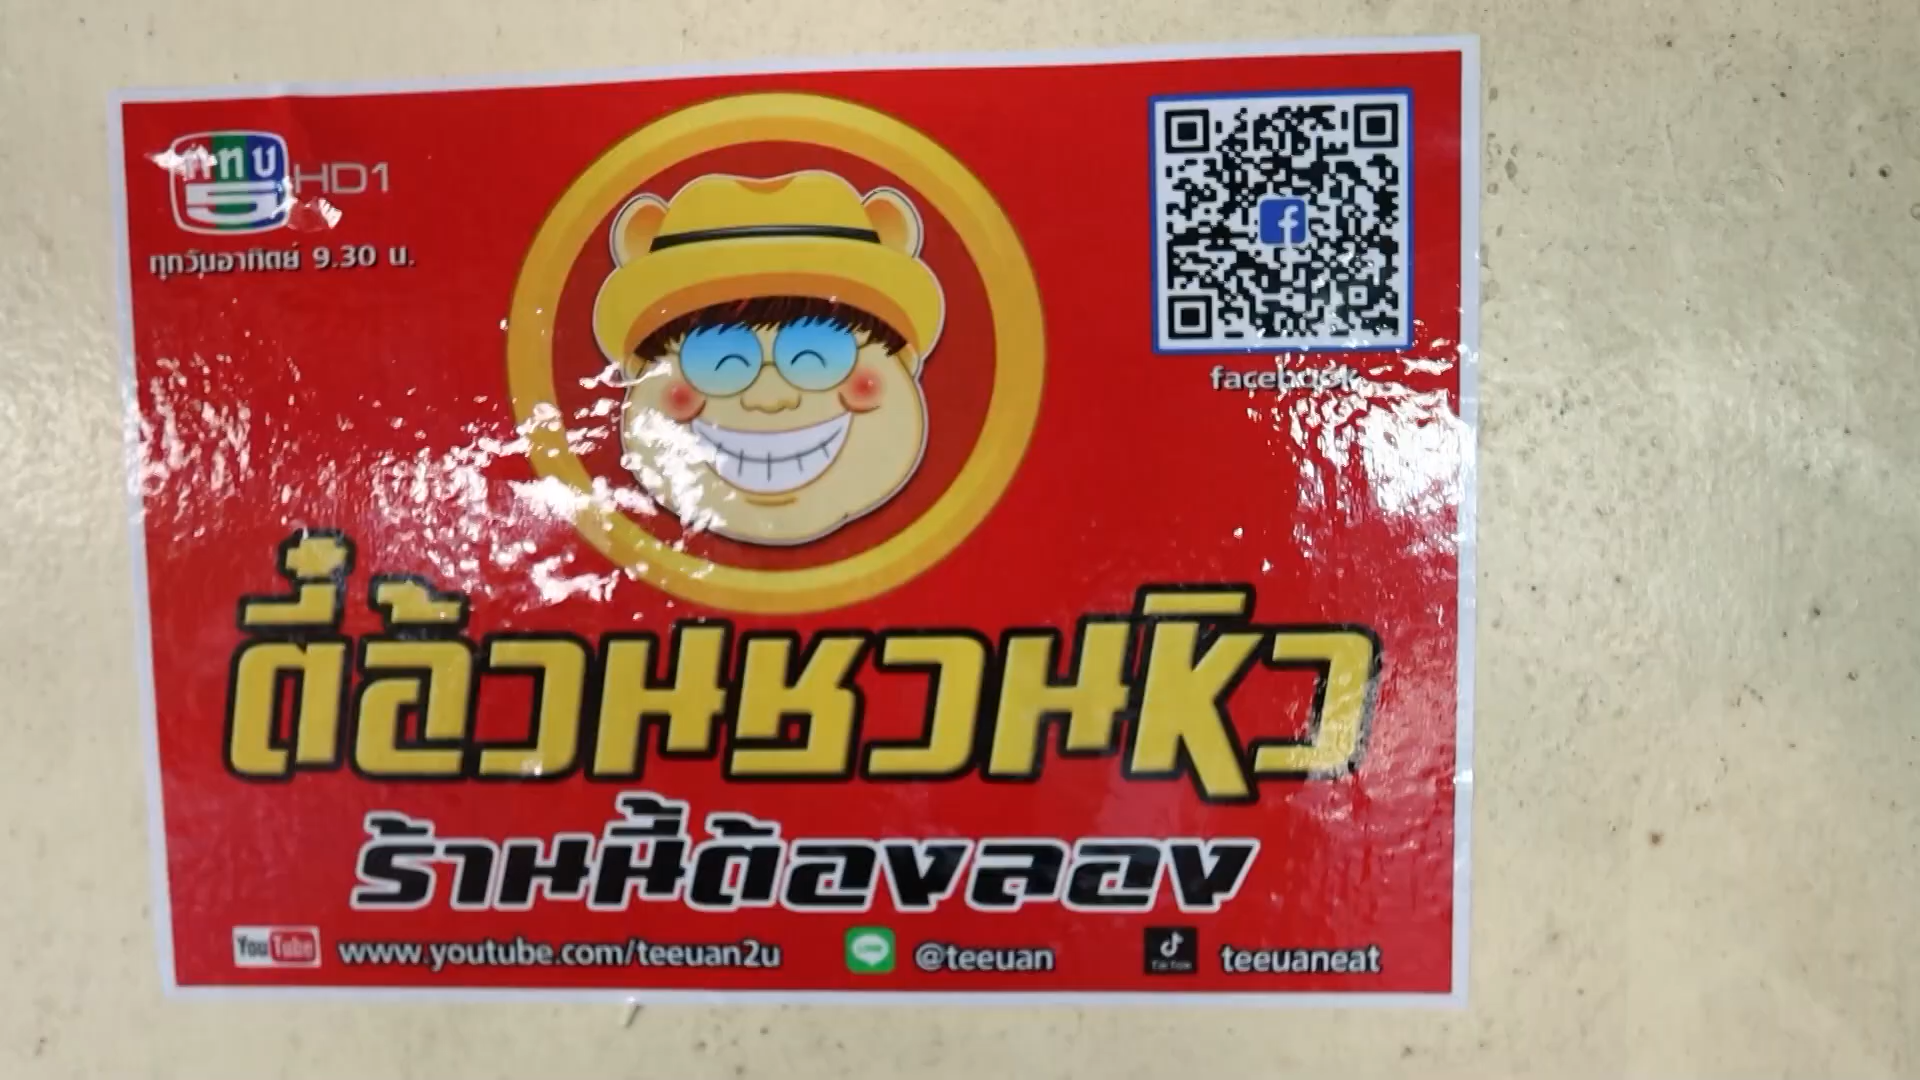 ททบ 5 HD1
ทุกวันอาทิตย์ 9.30 น.
facebook
ตี๋อ้วนชวนหิว
ร้านนี้ต้องลอง
YouTube www.youtube.com/teeuan2u
LINE @teeuan
TikTok teeuaneat